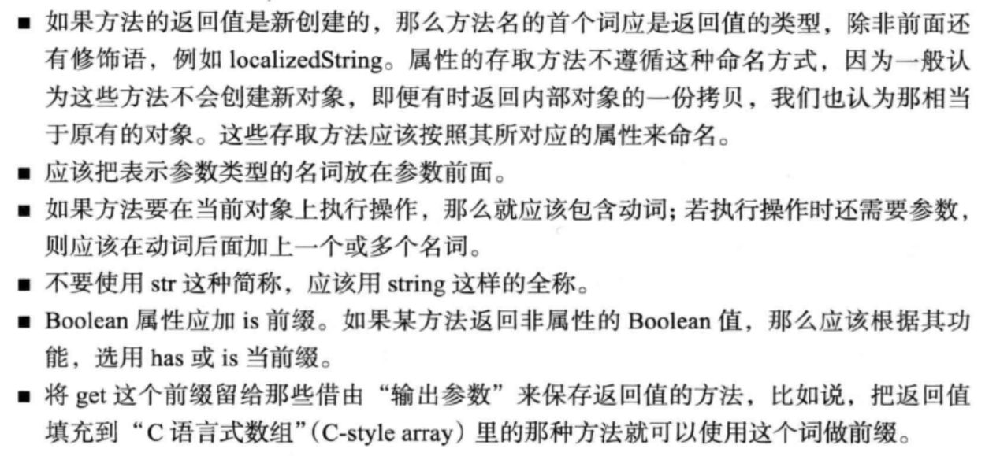 ■ 如果方法的返回值是新创建的，那么方法名的首个词应是返回值的类型，除非前面还
有修饰语，例如 localizedString。属性的存取方法不遵循这种命名方式，因为一般认
为这些方法不会创建新对象，即便有时返回内部对象的一份拷贝，我们也认为那相当
于原有的对象。这些存取方法应该按照其所对应的属性来命名。
■ 应该把表示参数类型的名词放在参数前面。
■ 如果方法要在当前对象上执行操作，那么就应该包含动词；若执行操作时还需要参数，
则应该在动词后面加上一个或多个名词。
■ 不要使用 str 这种简称，应该用 string 这样的全称。
■ Boolean 属性应加 is 前缀。如果某方法返回非属性的 Boolean 值，那么应该根据其功
能，选用 has 或 is 当前缀。
■ 将 get 这个前缀留给那些借由“输出参数”来保存返回值的方法，比如说，把返回值
填充到“C 语言式数组”（C-style array）里的那种方法就可以使用这个词做前缀。